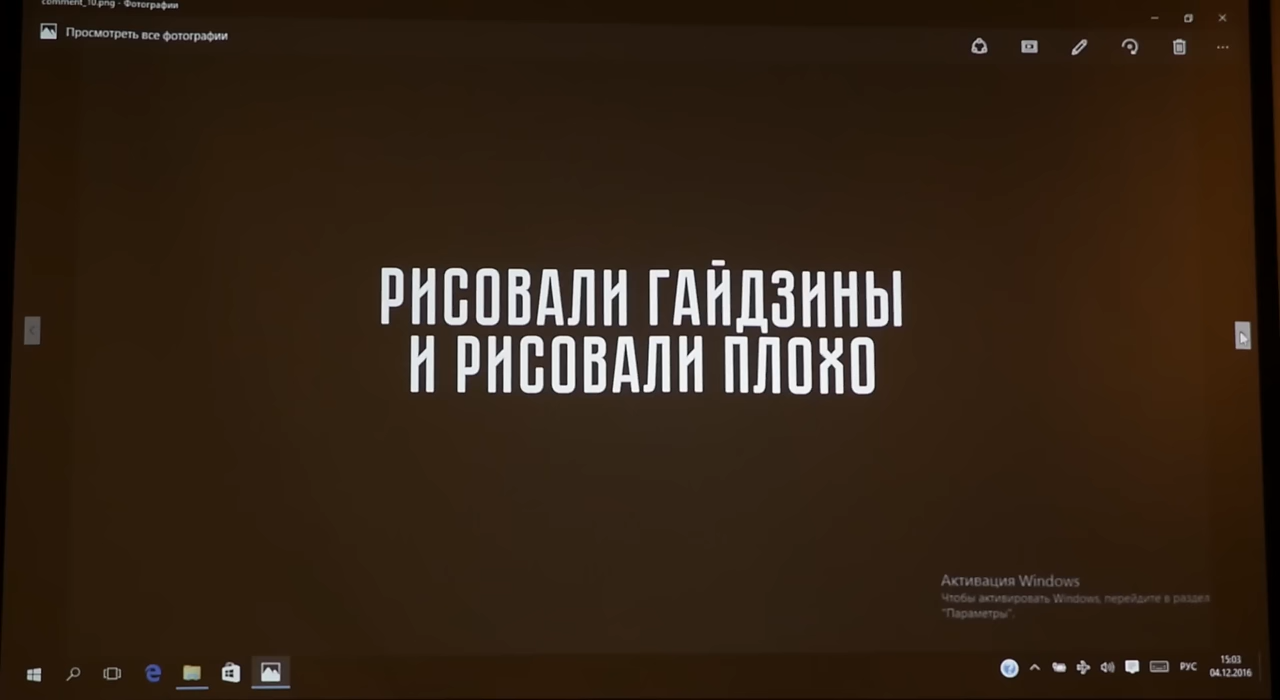 comment_10.png - Фотографии
Просмотреть все фотографии
РИСОВАЛИ ГАЙДЗИНЫ
И РИСОВАЛИ ПЛОХО
Активация Windows
Чтобы активировать Windows, перейдите в раздел
"Параметры".
РУС
15:03
04.12.2016